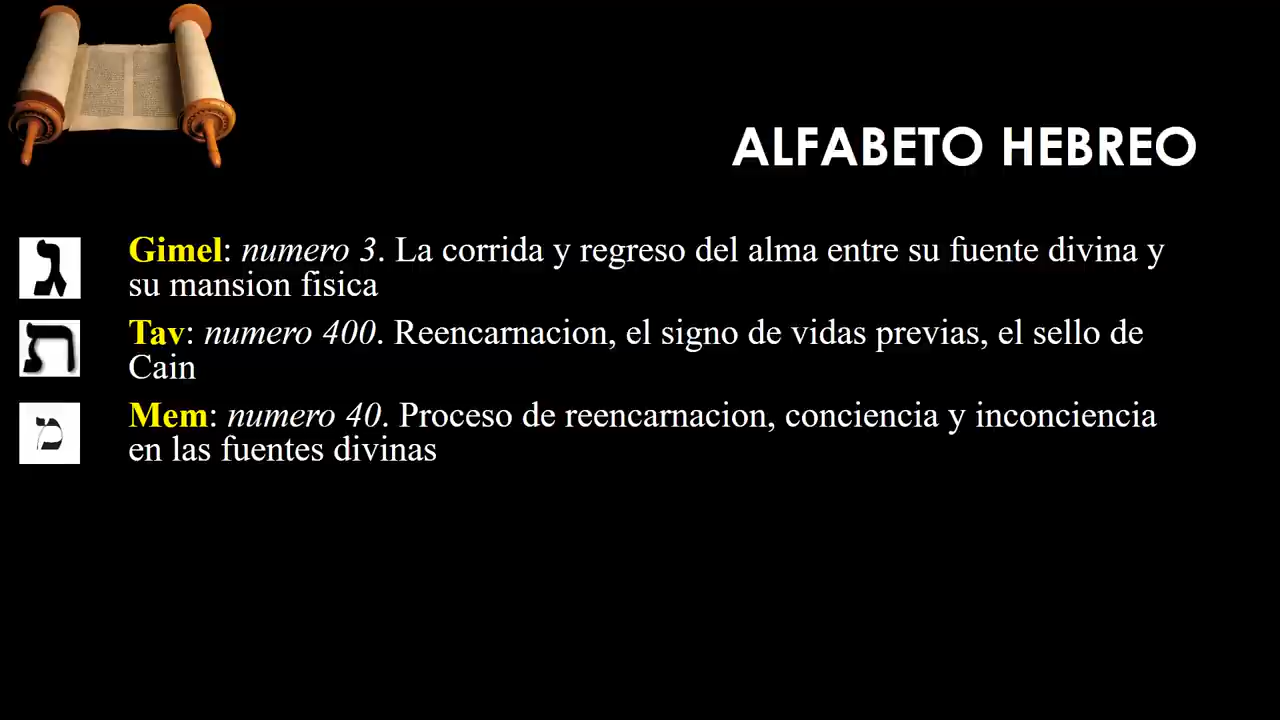 ALFABETO HEBREO
ג
Gimel: numero 3. La corrida y regreso del alma entre su fuente divina y
su mansion fisica
ת
Tav: numero 400. Reencarnacion, el signo de vidas previas, el sello de
Cain
מ
Mem: numero 40. Proceso de reencarnacion, conciencia y inconciencia
en las fuentes divinas